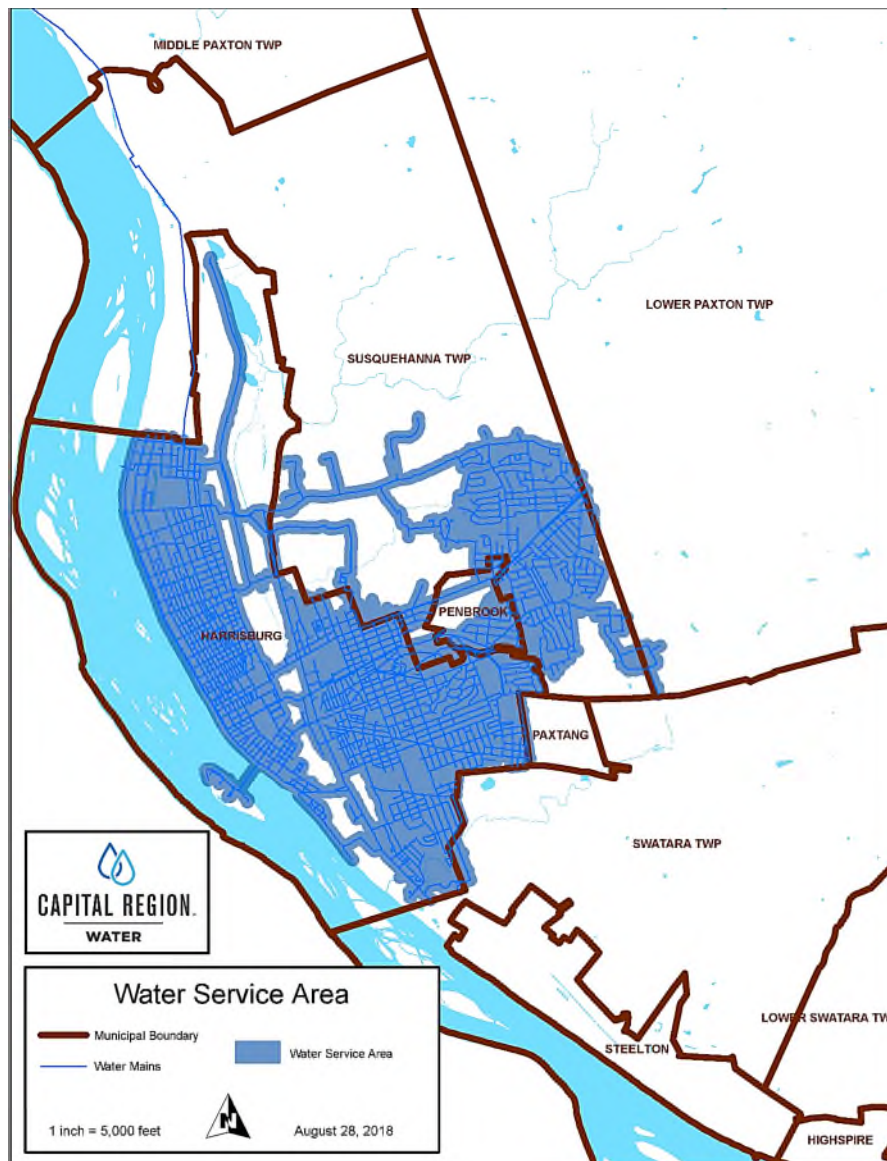 MIDDLE PAXTON TWP
LOWER PAXTON TWP
SUSQUEHANNA TWP
PENBROOK
HARRISBURG
PAXTANG
SWATARA TWP
CAPITAL REGION
WATER
LOWER SWATARA TW
STEELTON
HIGHSPIRE
Water Service Area
Municipal Boundary
Water Mains
Water Service Area
1 inch = 5,000 feet
N
August 28, 2018